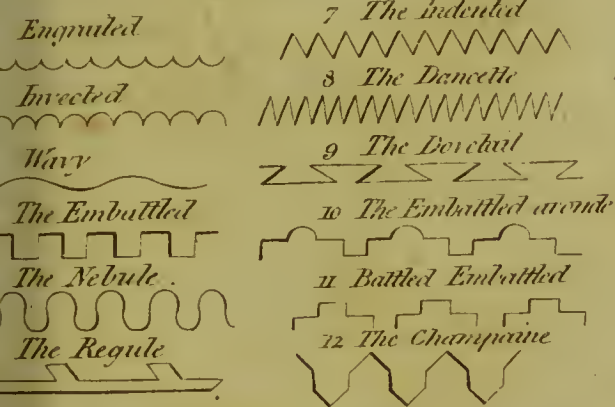 Engrailed
Invected
Wavy
The Embattled
The Nebule.
The Regule
7 The Indented
8 The Dancette
9 The Dovetail
10 The Embattled aronde
11 Battled Embattled
12 The Champaine